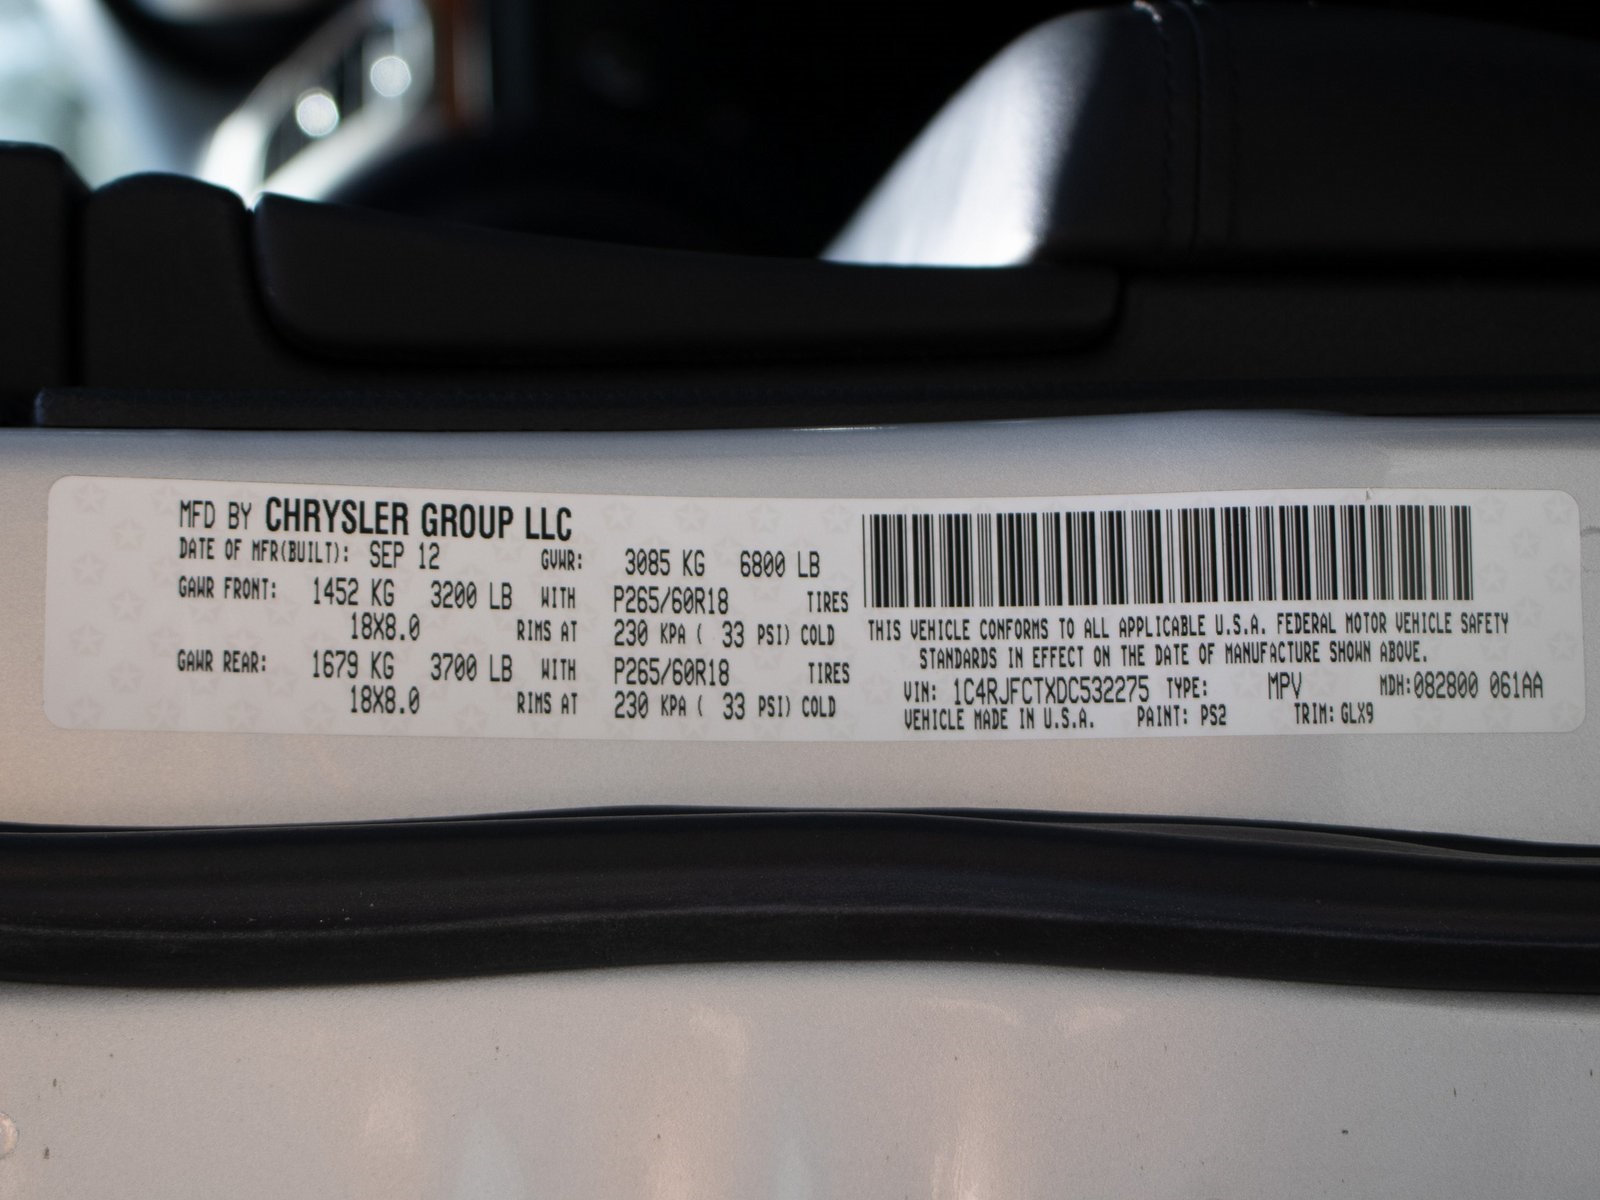 MFD BY CHRYSLER GROUP LLC
DATE OF MFR(BUILT): SEP 12 GVWR: 3085 KG 6800 LB
GAWR FRONT: 1452 KG 3200 LB WITH P265/60R18 TIRES
18X8.0 RIMS AT 230 KPA ( 33 PSI) COLD
GAWR REAR: 1679 KG 3700 LB WITH P265/60R18 TIRES
18X8.0 RIMS AT 230 KPA ( 33 PSI) COLD
THIS VEHICLE CONFORMS TO ALL APPLICABLE U.S.A. FEDERAL MOTOR VEHICLE SAFETY
STANDARDS IN EFFECT ON THE DATE OF MANUFACTURE SHOWN ABOVE.
VIN: 1C4RJFCTXDC532275 TYPE: MPV MDH:082800 061AA
VEHICLE MADE IN U.S.A. PAINT: PS2 TRIM: GLX9